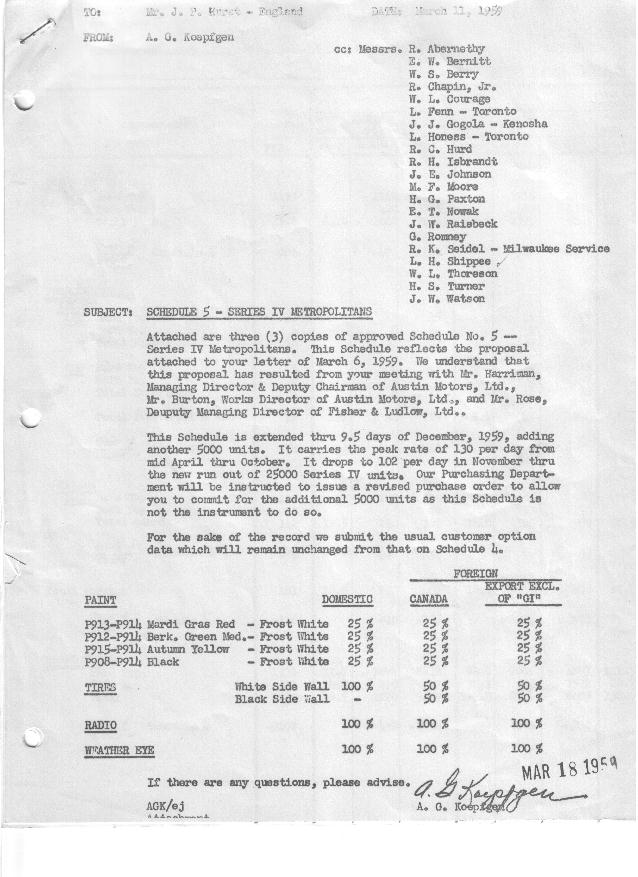 TO: Mr. J. P. Hurst - England DATE: March 11, 1959
FROM: A. G. Koepfgen
cc: Messrs. R. Abernethy
E. W. Bernitt
W. S. Berry
R. Chapin, Jr.
W. L. Courage
L. Fenn - Toronto
J. J. Gogola - Kenosha
L. Honess - Toronto
R. C. Hurd
R. H. Isbrandt
J. E. Johnson
M. F. Moore
H. G. Paxton
E. T. Nowak
J. W. Raisbeck
G. Romney
R. K. Seidel - Milwaukee Service
L. H. Shippee
W. L. Thoreson
H. S. Turner
J. W. Watson
SUBJECT: SCHEDULE 5 - SERIES IV METROPOLITANS
Attached are three (3) copies of approved Schedule No. 5 --
Series IV Metropolitans. This Schedule reflects the proposal
attached to your letter of March 6, 1959. We understand that
this proposal has resulted from your meeting with Mr. Harriman,
Managing Director & Deputy Chairman of Austin Motors, Ltd.,
Mr. Burton, Works Director of Austin Motors, Ltd., and Mr. Rose,
Deuputy Managing Director of Fisher & Ludlow, Ltd..
This Schedule is extended thru 9.5 days of December, 1959, adding
another 5000 units. It carries the peak rate of 130 per day from
mid April thru October. It drops to 102 per day in November thru
the new run out of 25000 Series IV units. Our Purchasing Depart-
ment will be instructed to issue a revised purchase order to allow
you to commit for the additional 5000 units as this Schedule is
not the instrument to do so.
For the sake of the record we submit the usual customer option
data which will remain unchanged from that on Schedule 4.
FOREIGN
EXPORT EXCL.
PAINT DOMESTIC CANADA OF "GI"
P913-P914 Mardi Gras Red - Frost White 25 % 25 % 25 %
P912-P914 Berk. Green Med.- Frost White 25 % 25 % 25 %
P915-P914 Autumn Yellow - Frost White 25 % 25 % 25 %
P908-P914 Black - Frost White 25 % 25 % 25 %
TIRES White Side Wall 100 % 50 % 50 %
Black Side Wall - 50 % 50 %
RADIO 100 % 100 % 100 %
WEATHER EYE 100 % 100 % 100 %
MAR 18 1959
If there are any questions, please advise.
A. G. Koepfgen
AGK/ej A. G. Koepfgen
Attachment